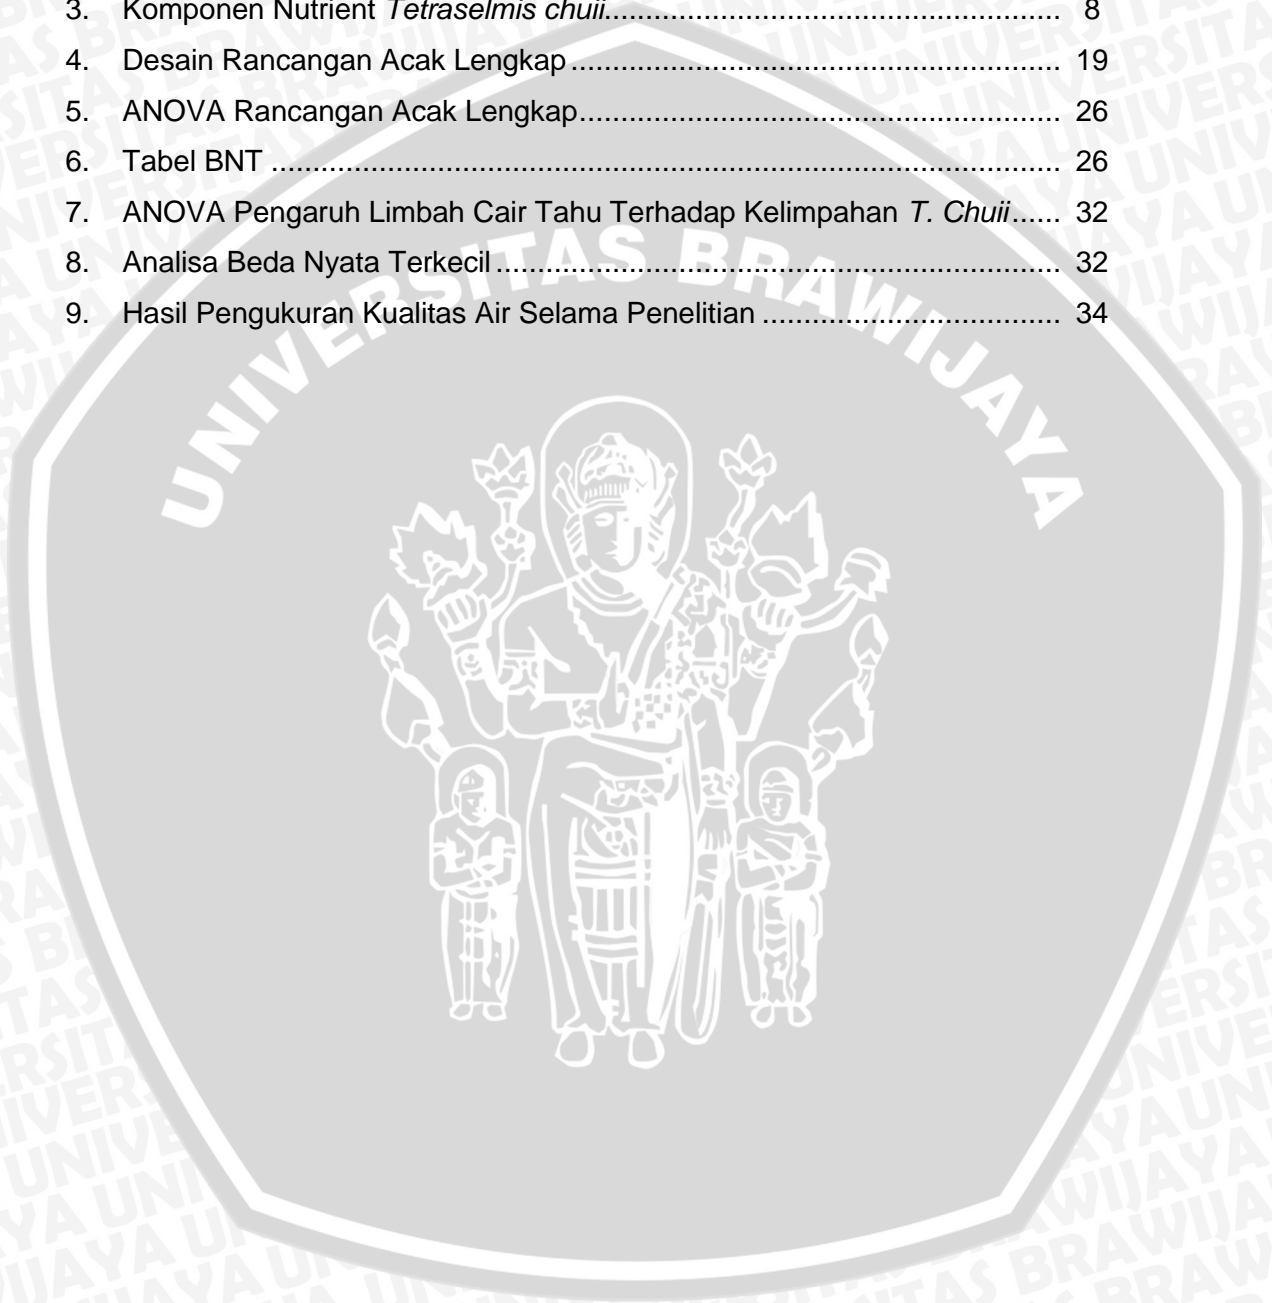 3. Komponen Nutrient Tetraselmis chuii....................................................... 8
4. Desain Rancangan Acak Lengkap........................................................... 19
5. ANOVA Rancangan Acak Lengkap.......................................................... 26
6. Tabel BNT ............................................................................................... 26
7. ANOVA Pengaruh Limbah Cair Tahu Terhadap Kelimpahan T. Chuii...... 32
8. Analisa Beda Nyata Terkecil.................................................................... 32
9. Hasil Pengukuran Kualitas Air Selama Penelitian .................................... 34
UNIVERSITAS BRAWIJAYA